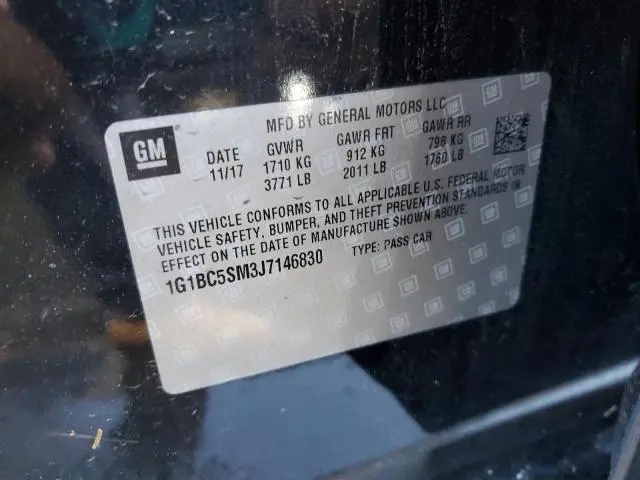 GM
MFD BY GENERAL MOTORS LLC
DATE GVWR GAWR FRT GAWR RR
11/17 1710 KG 912 KG 798 KG
3771 LB 2011 LB 1760 LB
THIS VEHICLE CONFORMS TO ALL APPLICABLE U.S. FEDERAL MOTOR
VEHICLE SAFETY, BUMPER, AND THEFT PREVENTION STANDARDS IN
EFFECT ON THE DATE OF MANUFACTURE SHOWN ABOVE.
1G1BC5SM3J7146830 TYPE: PASS CAR